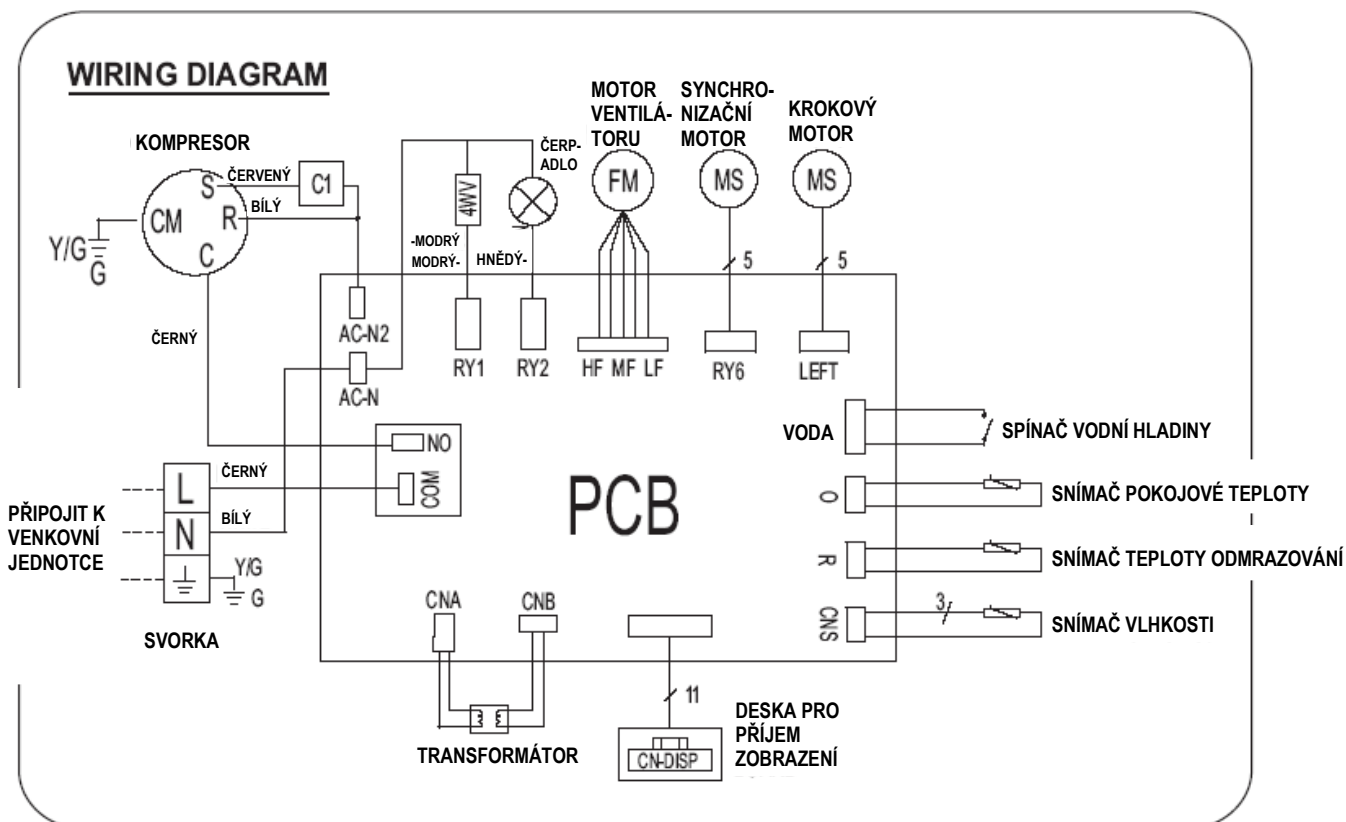 WIRING DIAGRAM
KOMPRESOR
S
ČERVENÝ
C1
CM
R
BÍLÝ
C
Y/G
G
ČERNÝ
AC-N2
AC-N
4WV
-MODRÝ
MODRÝ-
ČERP-
ADLO
HNĚDÝ-
MOTOR
VENTILÁ-
TORU
FM
SYNCHRO-
NIZAČNÍ
MOTOR
MS
5
KROKOVÝ
MOTOR
MS
5
RY1
RY2
HF MF LF
RY6
LEFT
NO
COM
PCB
VODA
SPÍNAČ VODNÍ HLADINY
O
SNÍMAČ POKOJOVÉ TEPLOTY
R
SNÍMAČ TEPLOTY ODMRAZOVÁNÍ
CNS
3
SNÍMAČ VLHKOSTI
PŘIPOJIT K
VENKOVNÍ
JEDNOTCE
L
ČERNÝ
N
BÍLÝ
Y/G
G
SVORKA
CNA
CNB
TRANSFORMÁTOR
11
CN-DISP
DESKA PRO
PŘÍJEM
ZOBRAZENÍ